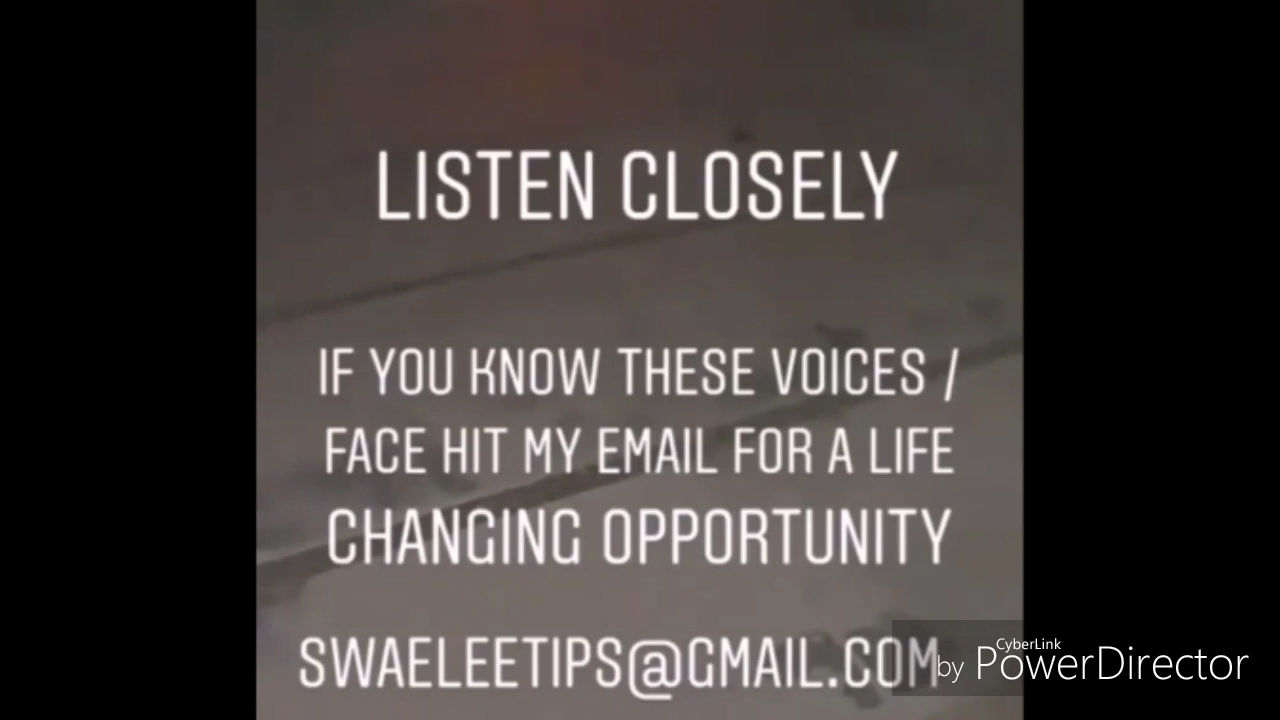 LISTEN CLOSELY
IF YOU KNOW THESE VOICES /
FACE HIT MY EMAIL FOR A LIFE
CHANGING OPPORTUNITY
SWAELEETIPS@GMAIL.COM
CyberLink
by PowerDirector